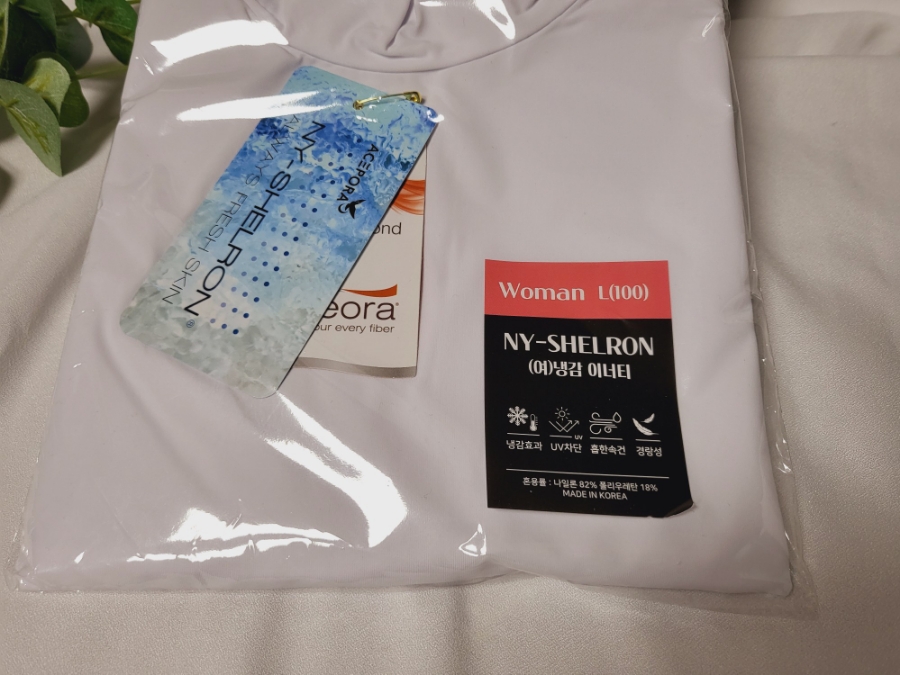 ACEPORA
NY-SHELRON®
ALWAYS FRESH SKIN
ond
eora®
our every fiber
Woman L(100)
NY-SHELRON
(여)냉감 이너티
냉감효과 UV차단 흡한속건 경량성
UV
혼용률 : 나일론 82% 폴리우레탄 18%
MADE IN KOREA